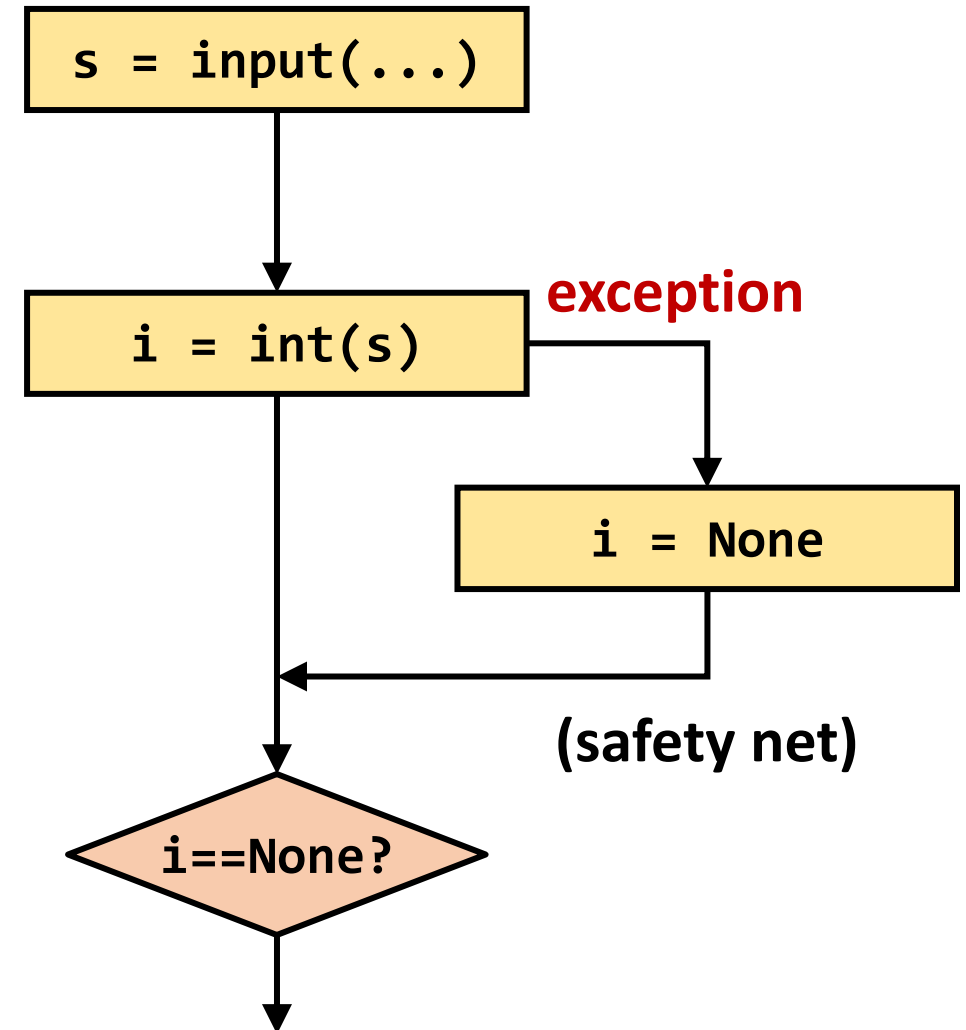 s = input(...)
exception
i = int(s)
i = None
(safety net)
i==None?